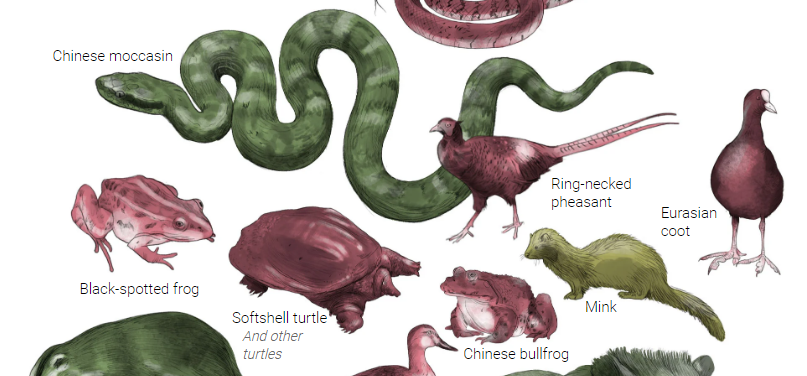 Chinese moccasin
Ring-necked
pheasant
Eurasian
coot
Black-spotted frog
Softshell turtle
And other
turtles
Mink
Chinese bullfrog